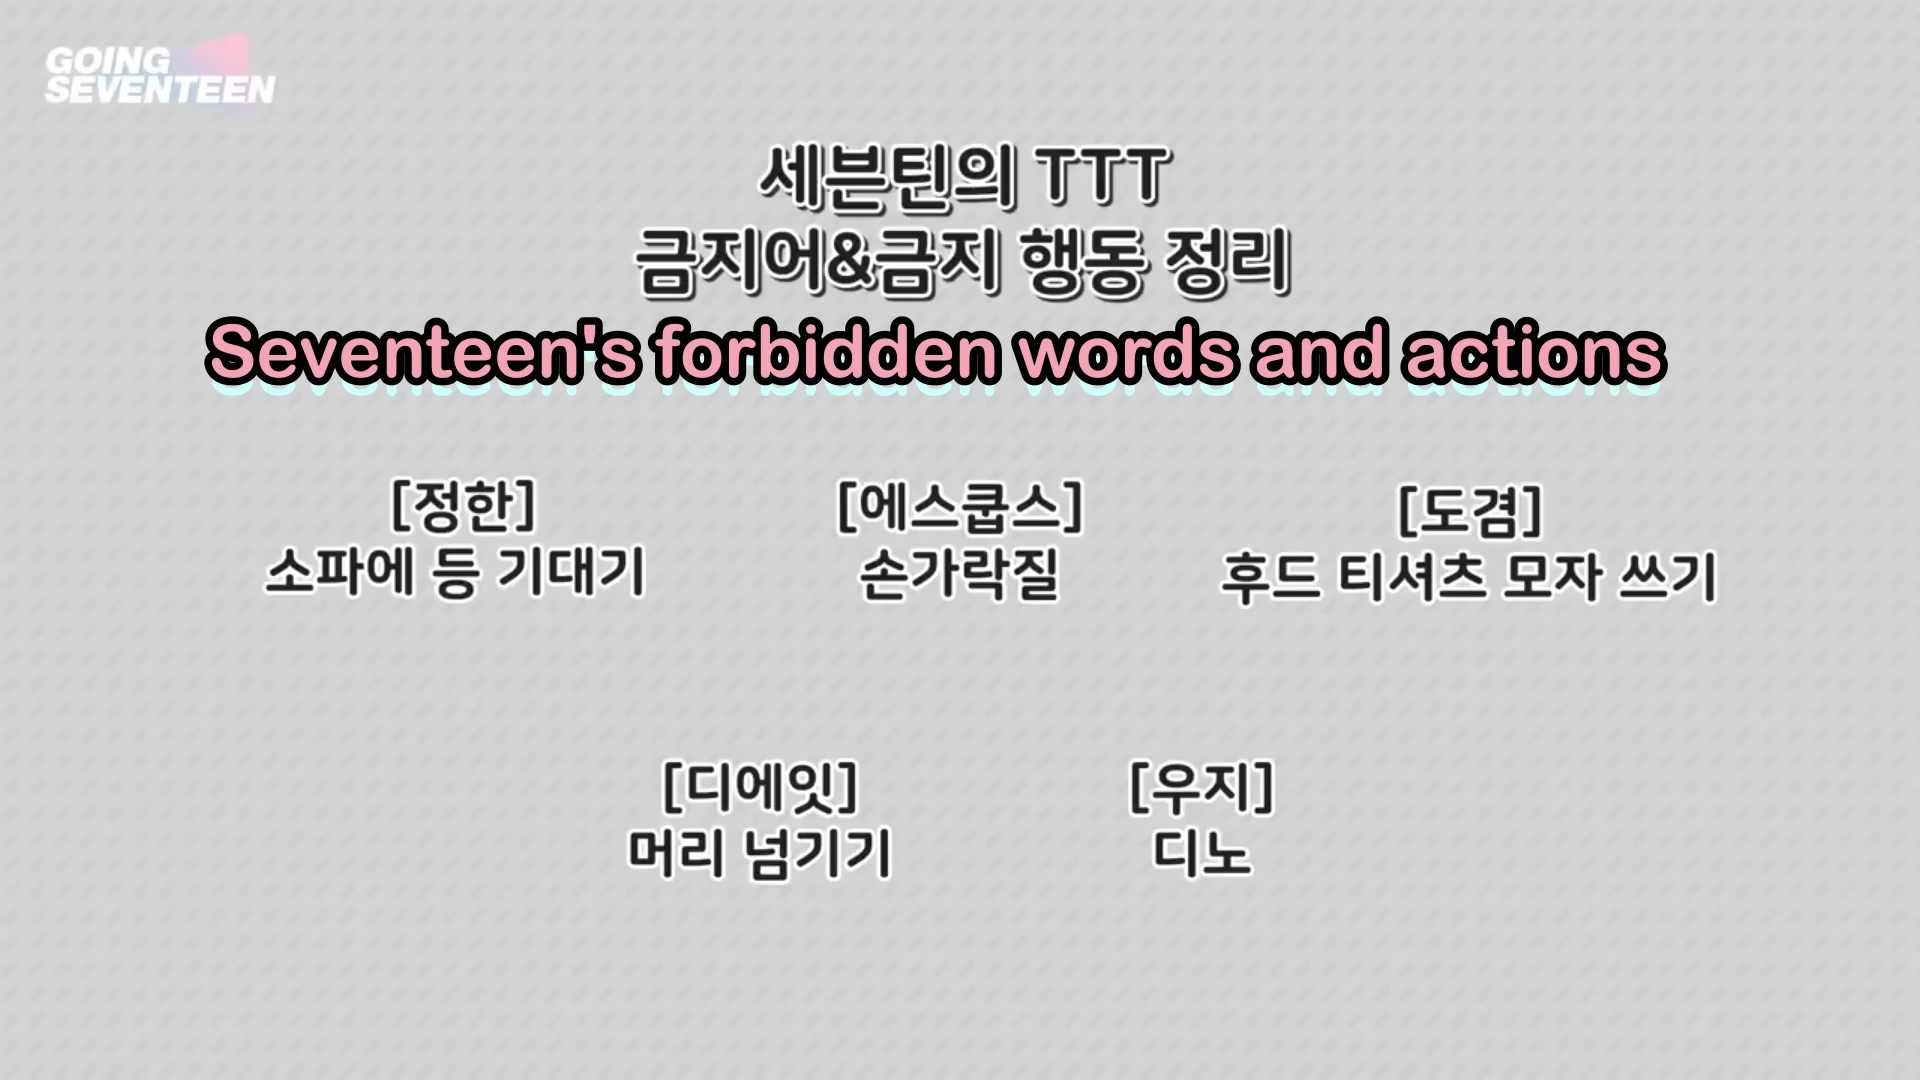 GOING
SEVENTEEN
세븐틴의 TTT
금지어&금지 행동 정리
Seventeen's forbidden words and actions
[정한]
소파에 등 기대기
[에스쿱스]
손가락질
[도겸]
후드 티셔츠 모자 쓰기
[디에잇]
머리 넘기기
[우지]
디노